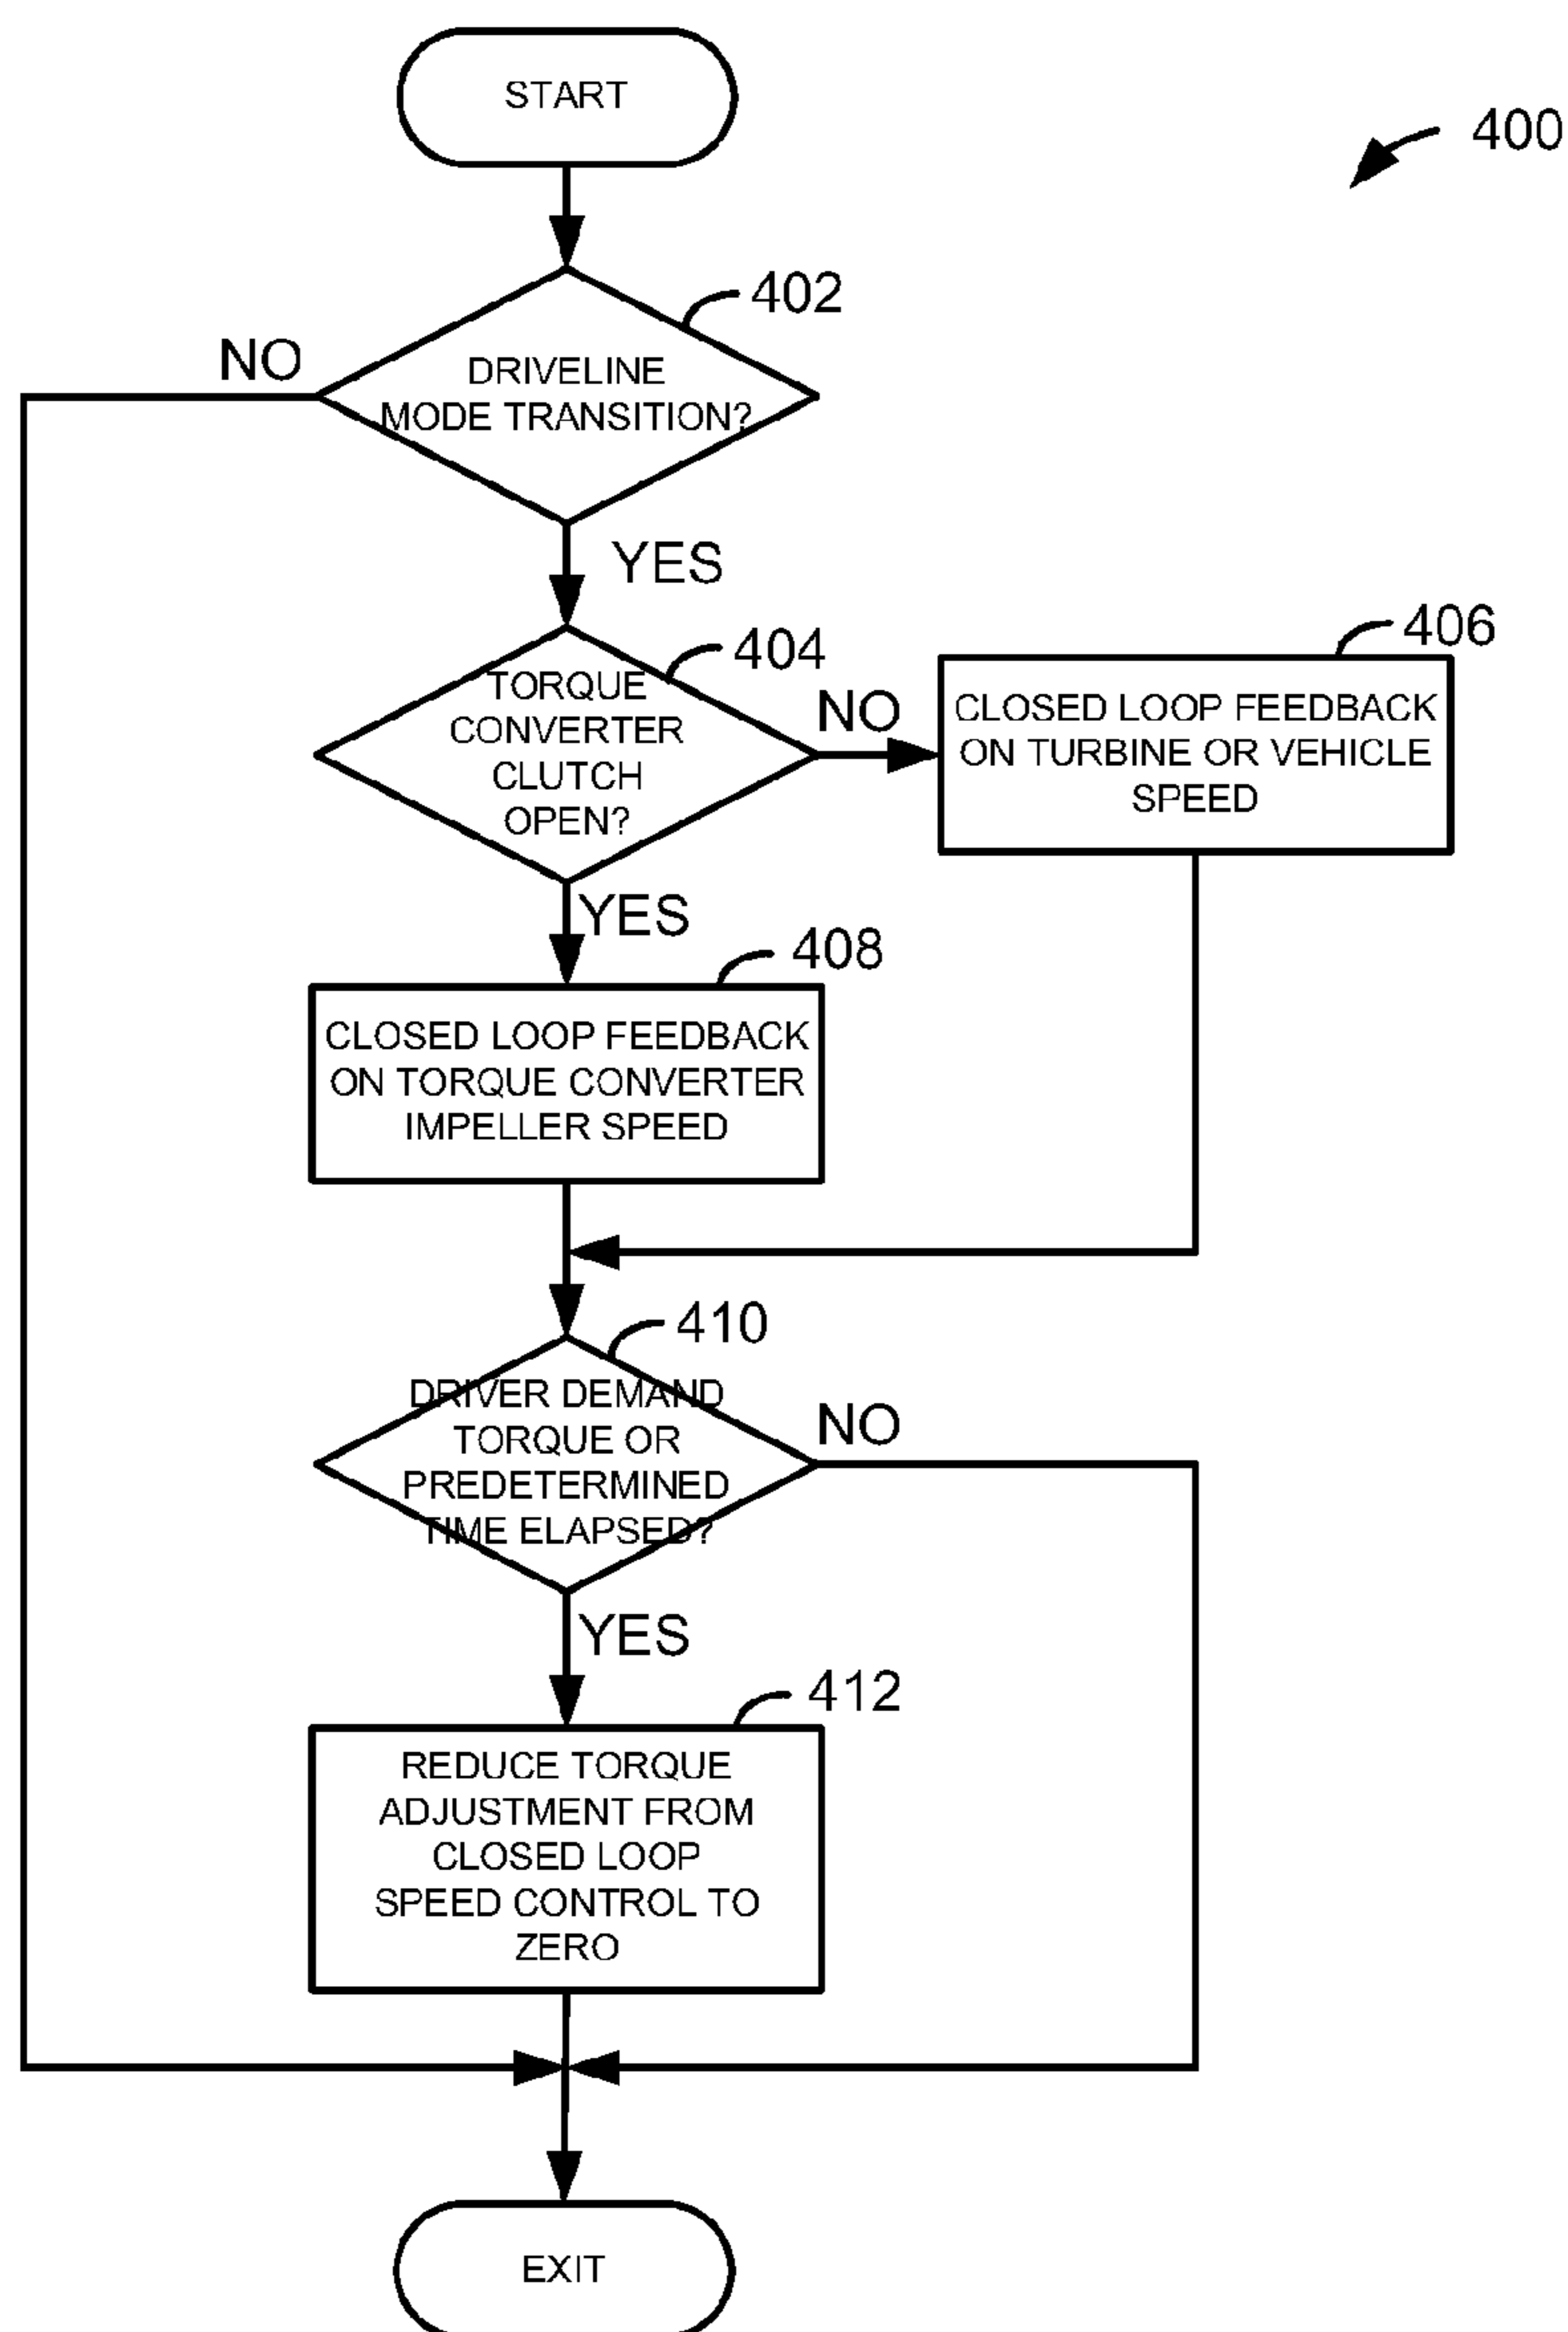 START
400
402
NO
DRIVELINE
MODE TRANSITION?
YES
404
406
TORQUE
CONVERTER
CLUTCH
OPEN?
NO
CLOSED LOOP FEEDBACK
ON TURBINE OR VEHICLE
SPEED
YES
408
CLOSED LOOP FEEDBACK
ON TORQUE CONVERTER
IMPELLER SPEED
410
DRIVER DEMAND
TORQUE OR
PREDETERMINED
TIME ELAPSED?
NO
YES
412
REDUCE TORQUE
ADJUSTMENT FROM
CLOSED LOOP
SPEED CONTROL TO
ZERO
EXIT